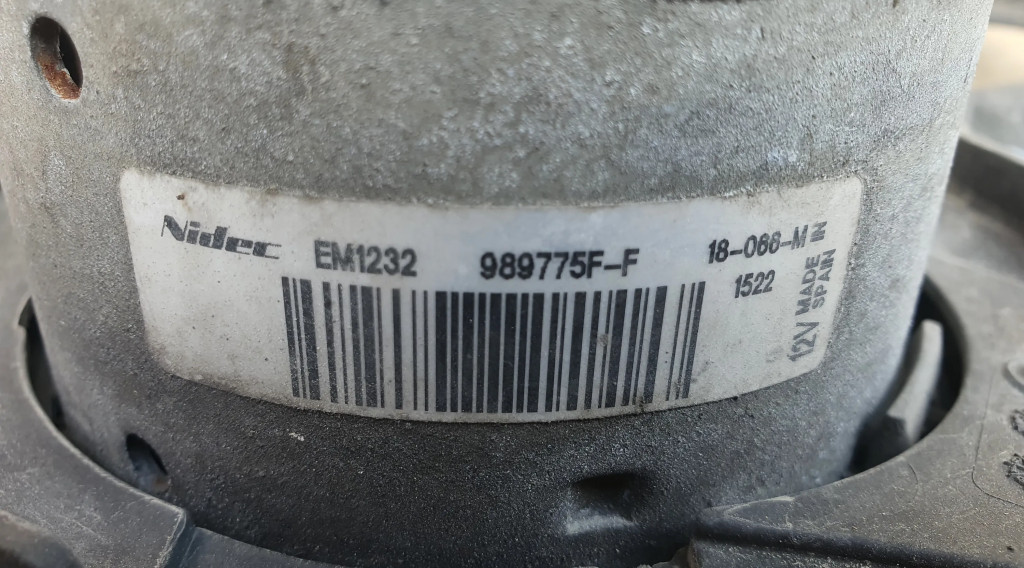 Nidec EM1232 989775F-F 18-066-M
1522
12V MADE IN
SPAIN